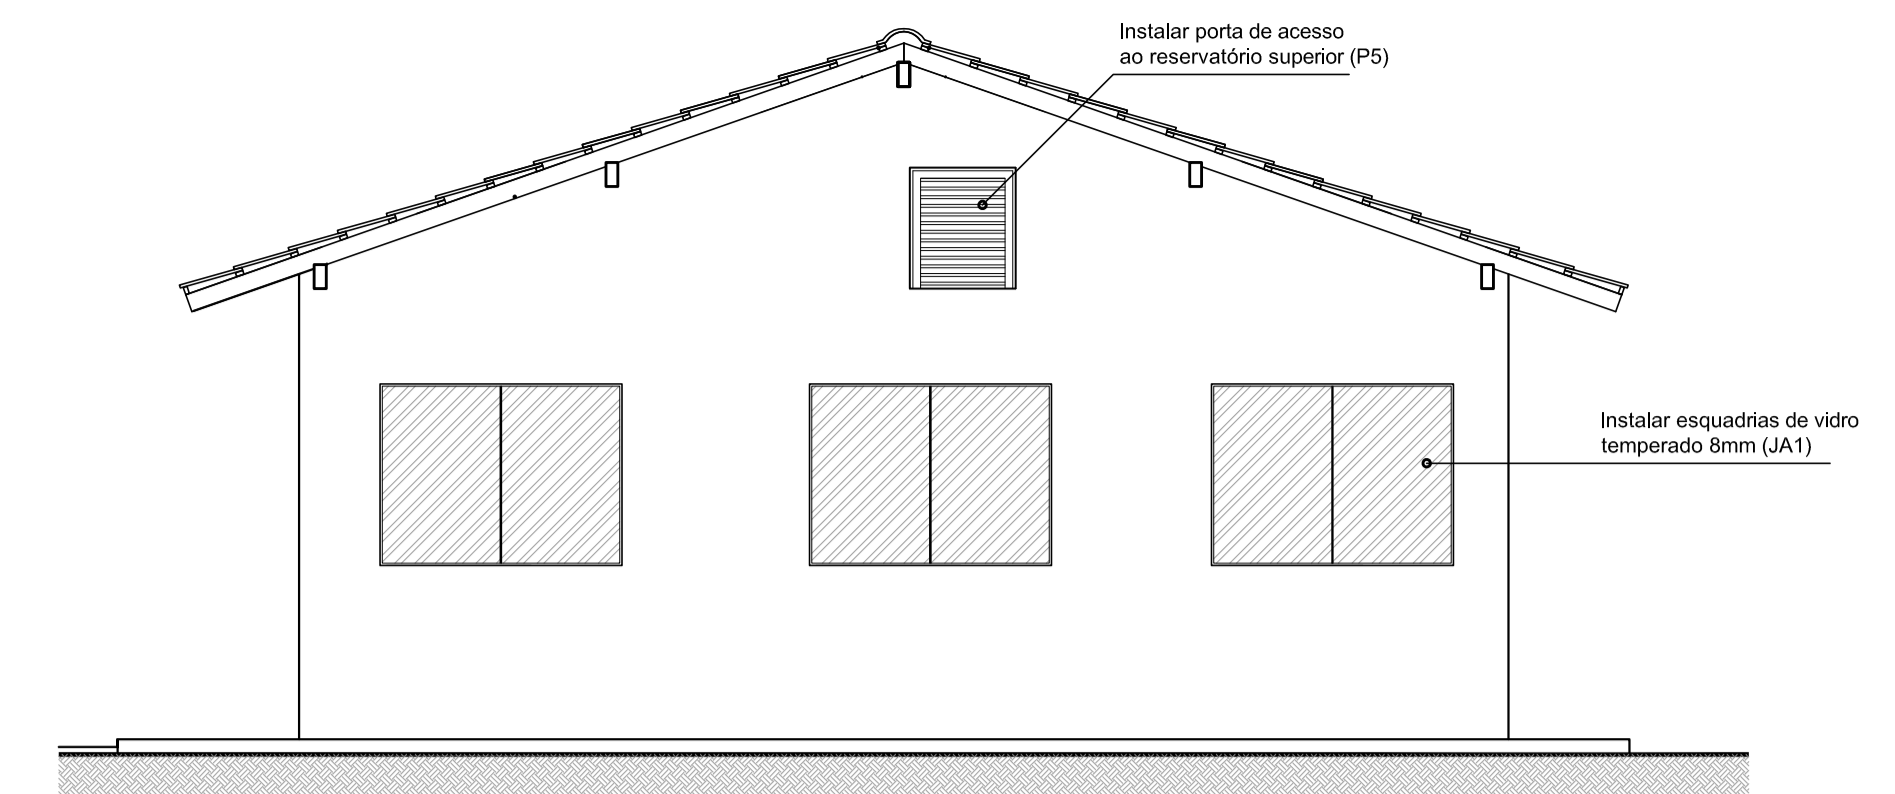 Instalar porta de acesso
ao reservatório superior (P5)
Instalar esquadrias de vidro
temperado 8mm (JA1)